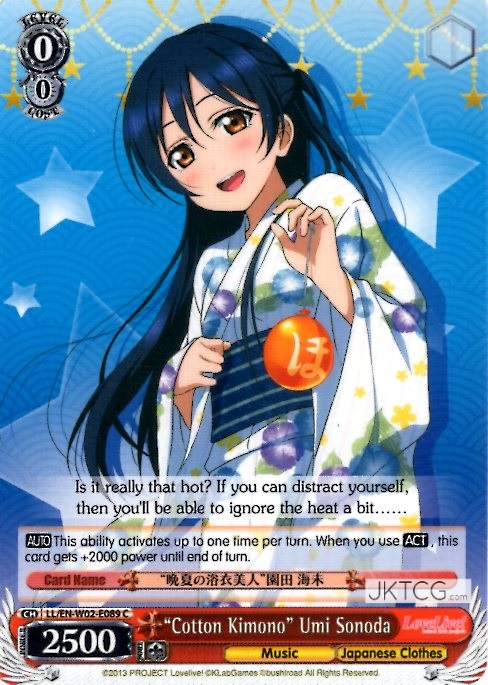 LEVEL
0
0
COST
ほ
Is it really that hot? If you can distract yourself,
then you'll be able to ignore the heat a bit……
AUTO This ability activates up to one time per turn. When you use ACT, this
card gets +2000 power until end of turn.
Card Name "晩夏の浴衣美人"園田 海未
JKTCG.com
CH LL/EN-W02-E089 C
POWER 2500
"Cotton Kimono" Umi Sonoda
LoveLive!
Music Japanese Clothes
©2013 PROJECT Lovelive! ©KLabGames ©bushiroad All Rights Reserved.